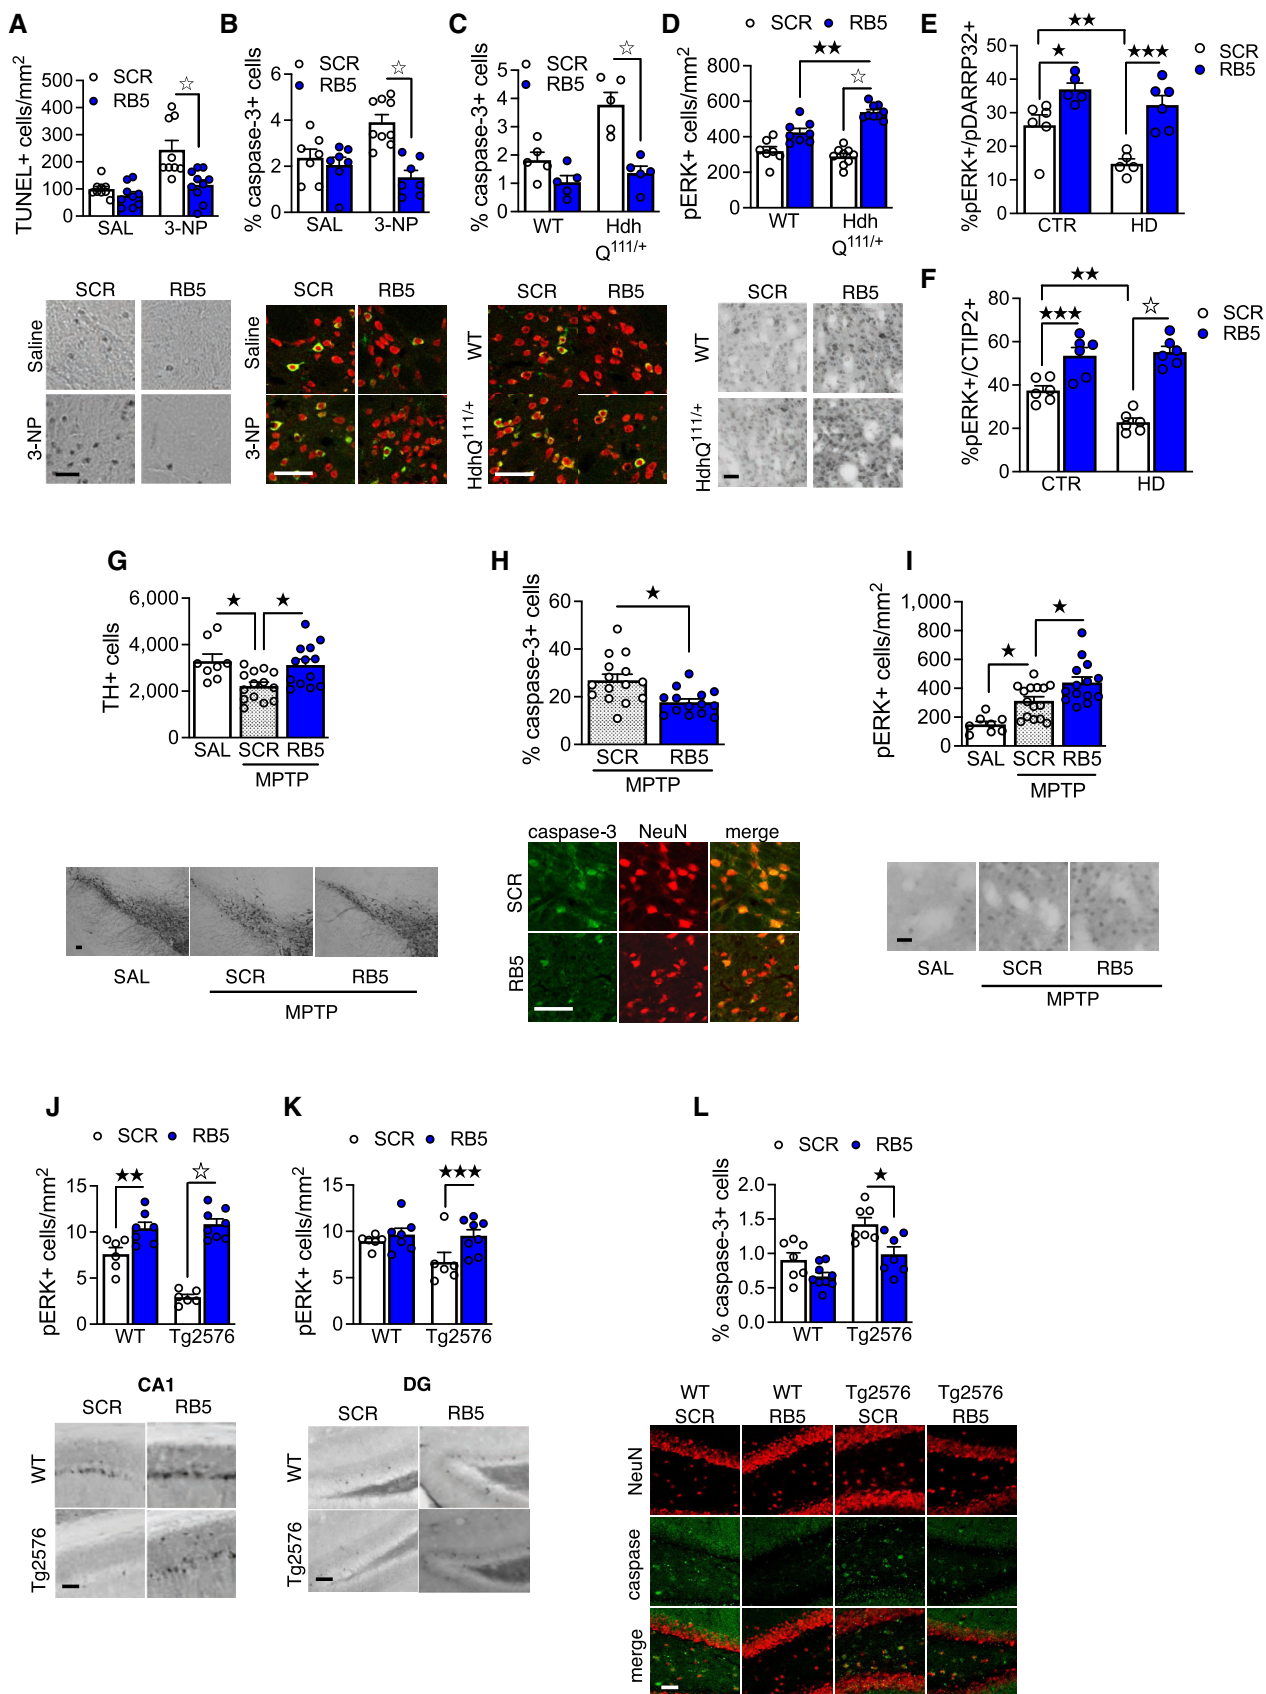 A
TUNEL+ cells/mm2
500
400
300
200
100
0
SCR
RB5
☆
SAL 3-NP
SCR RB5
Saline
3-NP
B
% caspase-3+ cells
6
4
2
0
SCR
RB5
☆
SAL 3-NP
SCR RB5
Saline
3-NP
C
% caspase-3+ cells
5
4
3
2
1
0
SCR
RB5
☆
WT Hdh
Q111/+
SCR RB5
WT
HdhQ111/+
D
SCR RB5
pERK+ cells/mm2
800
600
400
200
0
★★
☆
WT Hdh
Q111/+
SCR RB5
WT
HdhQ111/+
E
%pERK+/pDARRP32+
50
40
30
20
10
0
★★
★ ★★★
SCR
RB5
CTR HD
F
%pERK+/CTIP2+
80
60
40
20
0
★★
★★★ ☆
SCR
RB5
CTR HD
G
TH+ cells
6,000
4,000
2,000
0
★ ★
SAL SCR RB5
MPTP
SAL SCR RB5
MPTP
H
% caspase-3+ cells
60
40
20
0
★
SCR RB5
MPTP
caspase-3 NeuN merge
SCR
RB5
I
pERK+ cells/mm2
1,000
800
600
400
200
0
★
★
SAL SCR RB5
MPTP
SAL SCR RB5
MPTP
J
SCR RB5
pERK+ cells/mm2
15
10
5
0
★★ ☆
WT Tg2576
CA1
SCR RB5
WT
Tg2576
K
SCR RB5
pERK+ cells/mm2
15
10
5
0
★★★
WT Tg2576
DG
SCR RB5
WT
Tg2576
L
SCR RB5
% caspase-3+ cells
2.0
1.5
1.0
0.5
0.0
★
WT Tg2576
WT WT Tg2576 Tg2576
SCR RB5 SCR RB5
NeuN
caspase
merge